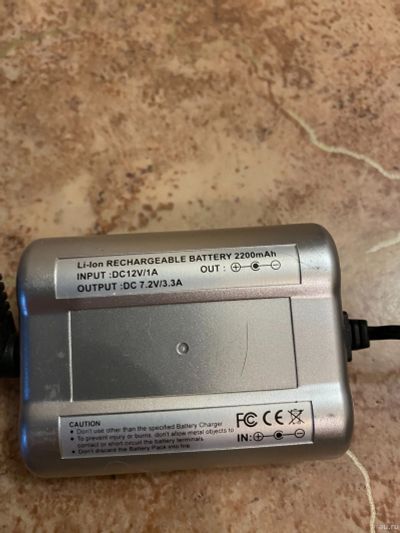 Li-Ion RECHARGEABLE BATTERY 2200mAh
INPUT :DC12V/1A OUT :
OUTPUT :DC 7.2V/3.3A
CAUTION
• Don't use other than the specified Battery Charger
• To prevent injury or burns, don't allow metal objects to
contact or short circuit the battery terminals.
• Don't discard the Battery Pack into fire.
FC CE
IN:
au.ru